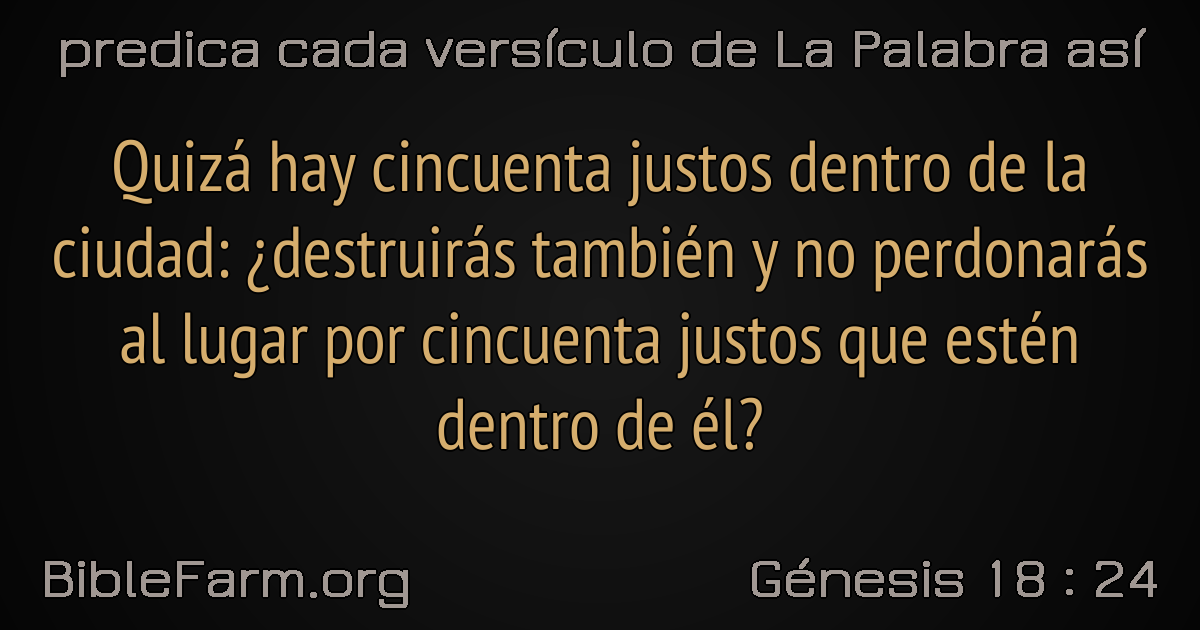 predica cada versículo de La Palabra así
Quizá hay cincuenta justos dentro de la
ciudad: ¿destruirás también y no perdonarás
al lugar por cincuenta justos que estén
dentro de él?
BibleFarm.org
Génesis 18 : 24